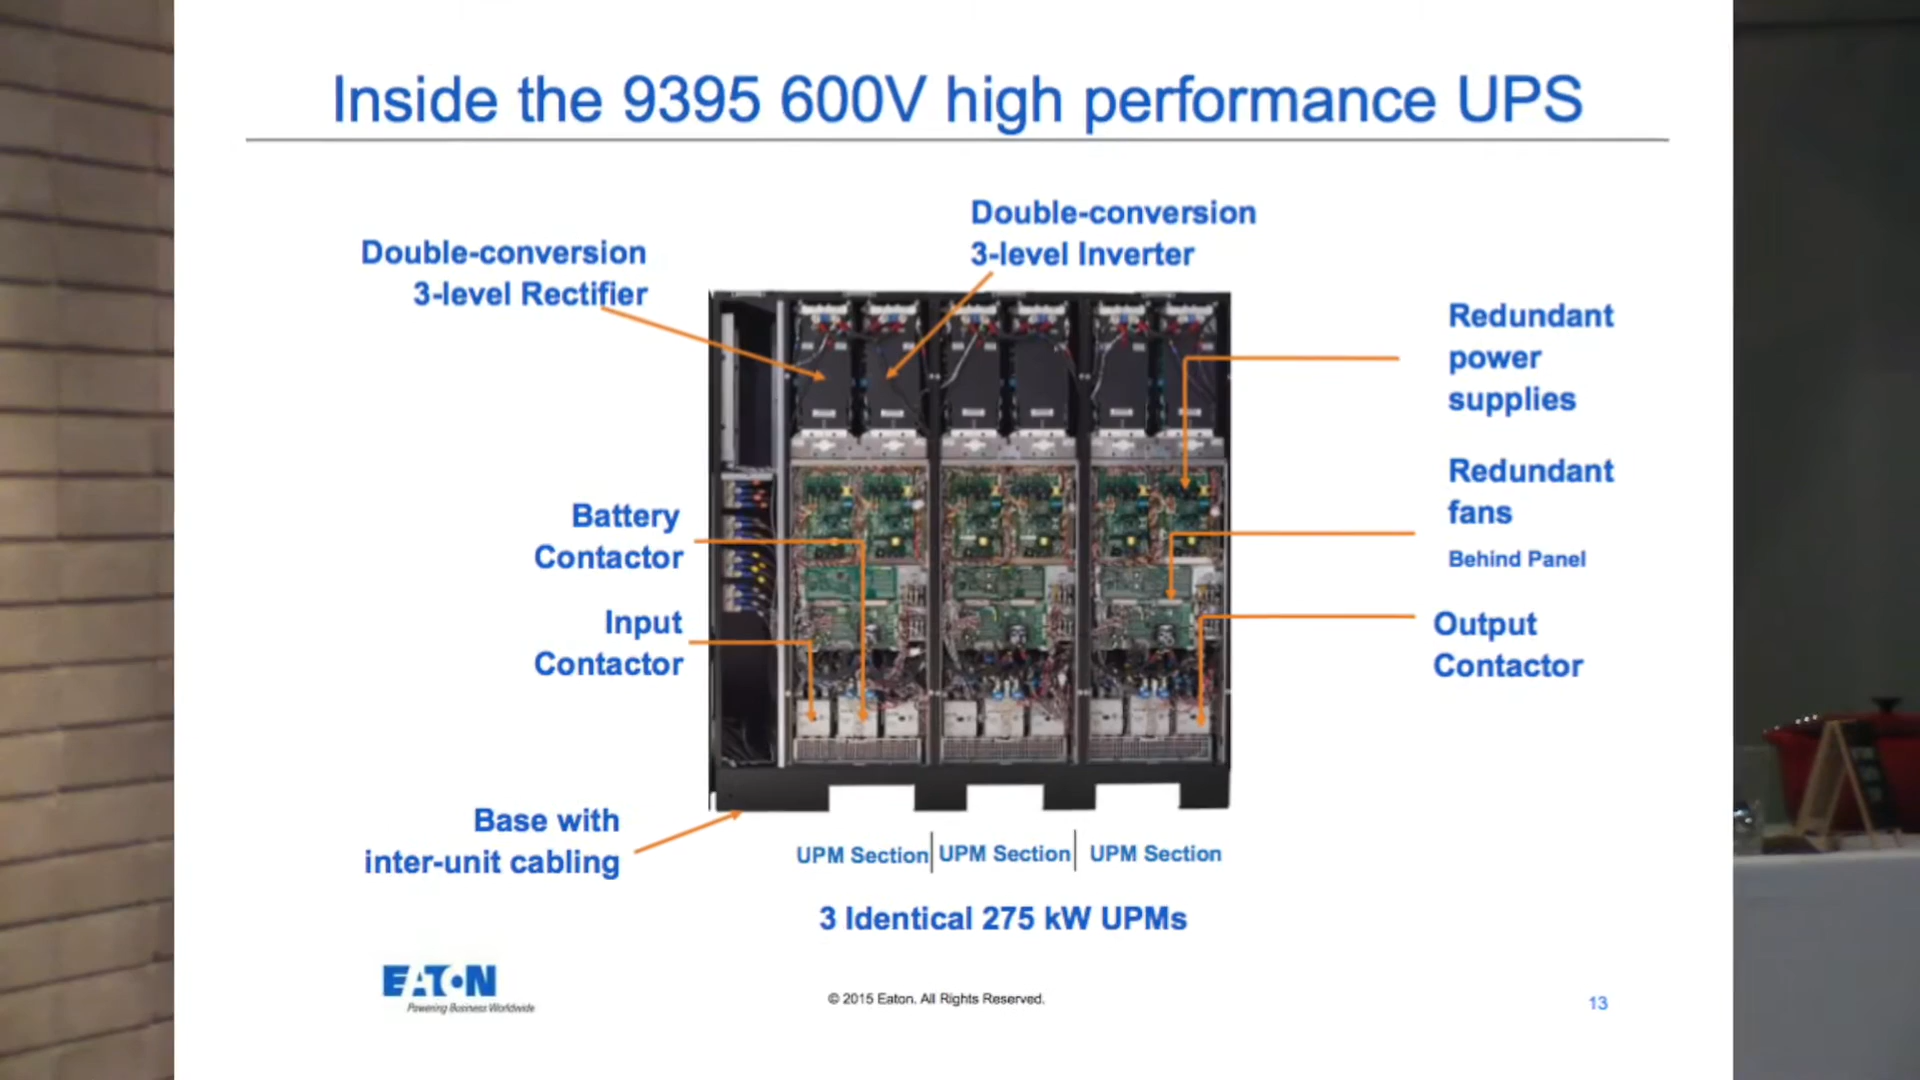 Inside the 9395 600V high performance UPS
Double-conversion
3-level Rectifier
Double-conversion
3-level Inverter
Redundant
power
supplies
Redundant
fans
Behind Panel
Battery
Contactor
Input
Contactor
Output
Contactor
Base with
inter-unit cabling
UPM Section
UPM Section
UPM Section
3 Identical 275 kW UPMs
EATON
Powering Business Worldwide
© 2015 Eaton. All Rights Reserved.
13